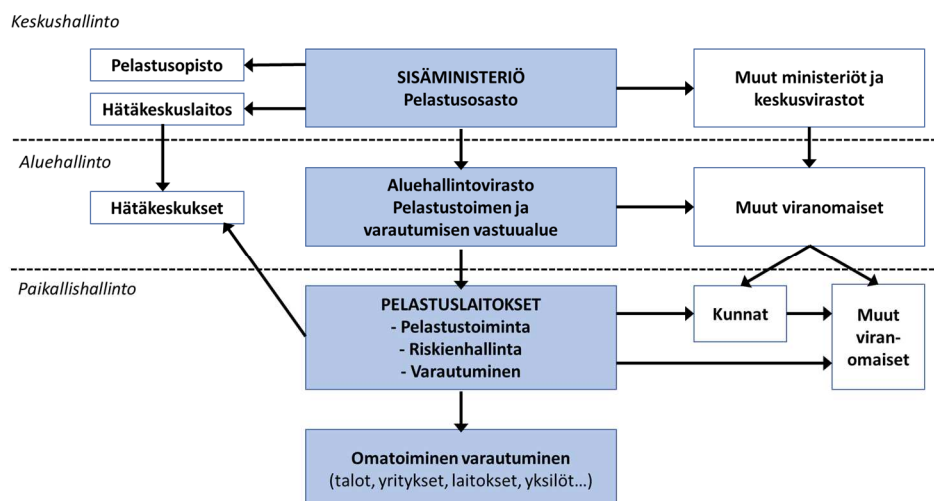 Keskushallinto
Pelastusopisto
Hätäkeskuslaitos
SISÄMINISTERIÖ
Pelastusosasto
Muut ministeriöt ja
keskusvirastot
Aluehallinto
Hätäkeskukset
Aluehallintovirasto
Pelastustoimen ja
varautumisen vastuualue
Muut viranomaiset
Paikallishallinto
PELASTUSLAITOKSET
- Pelastustoiminta
- Riskienhallinta
- Varautuminen
Kunnat
Muut
viran-
omaiset
Omatoiminen varautuminen
(talot, yritykset, laitokset, yksilöt...)